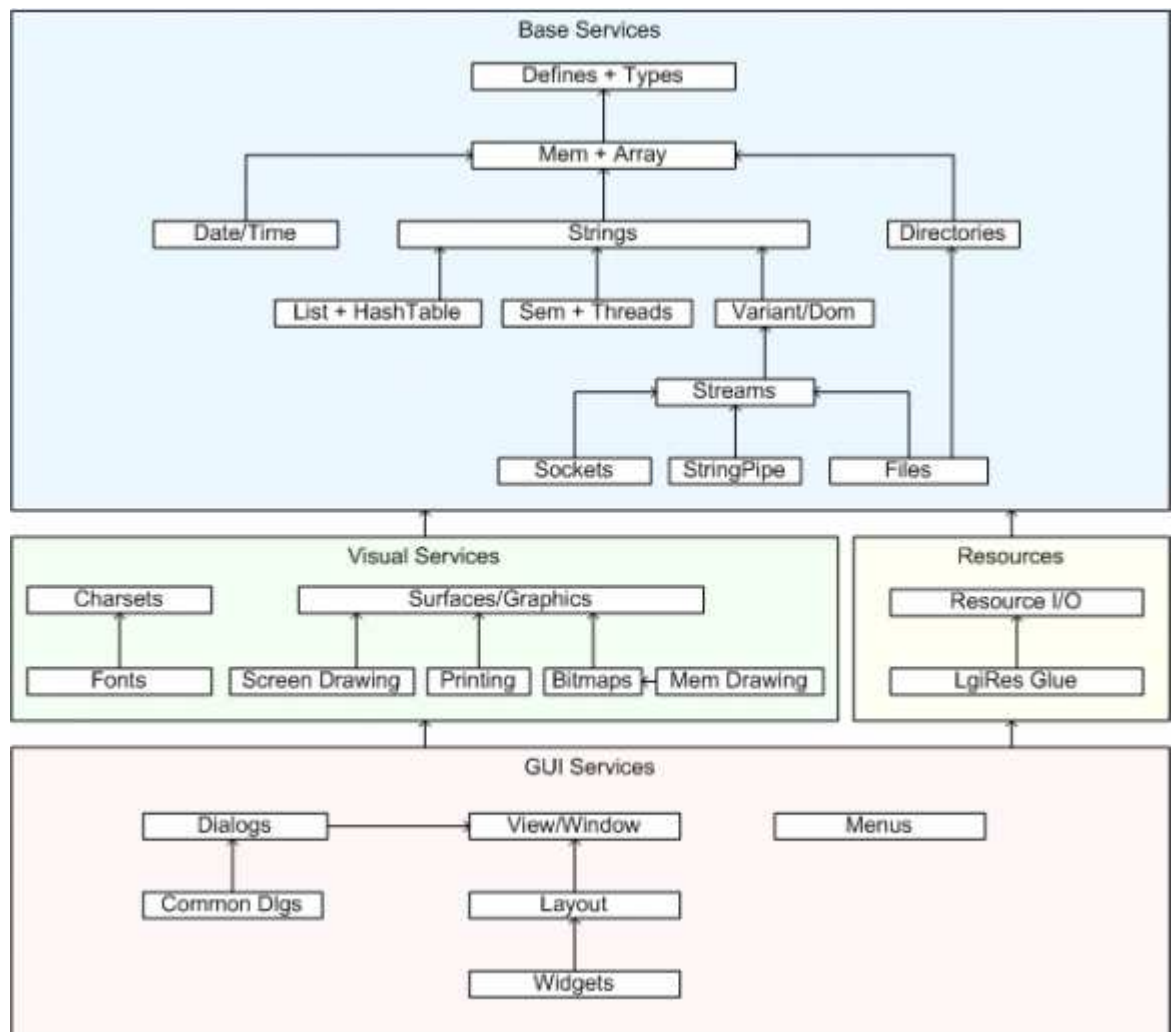 Base Services
Defines + Types
Mem + Array
Date/Time
Strings
Directories
List + HashTable
Sem + Threads
Variant/Dom
Streams
Sockets
StringPipe
Files
Visual Services
Charsets
Surfaces/Graphics
Fonts
Screen Drawing
Printing
Bitmaps
Mem Drawing
Resources
Resource I/O
LgiRes Glue
GUI Services
Dialogs
View/Window
Menus
Common Dlgs
Layout
Widgets